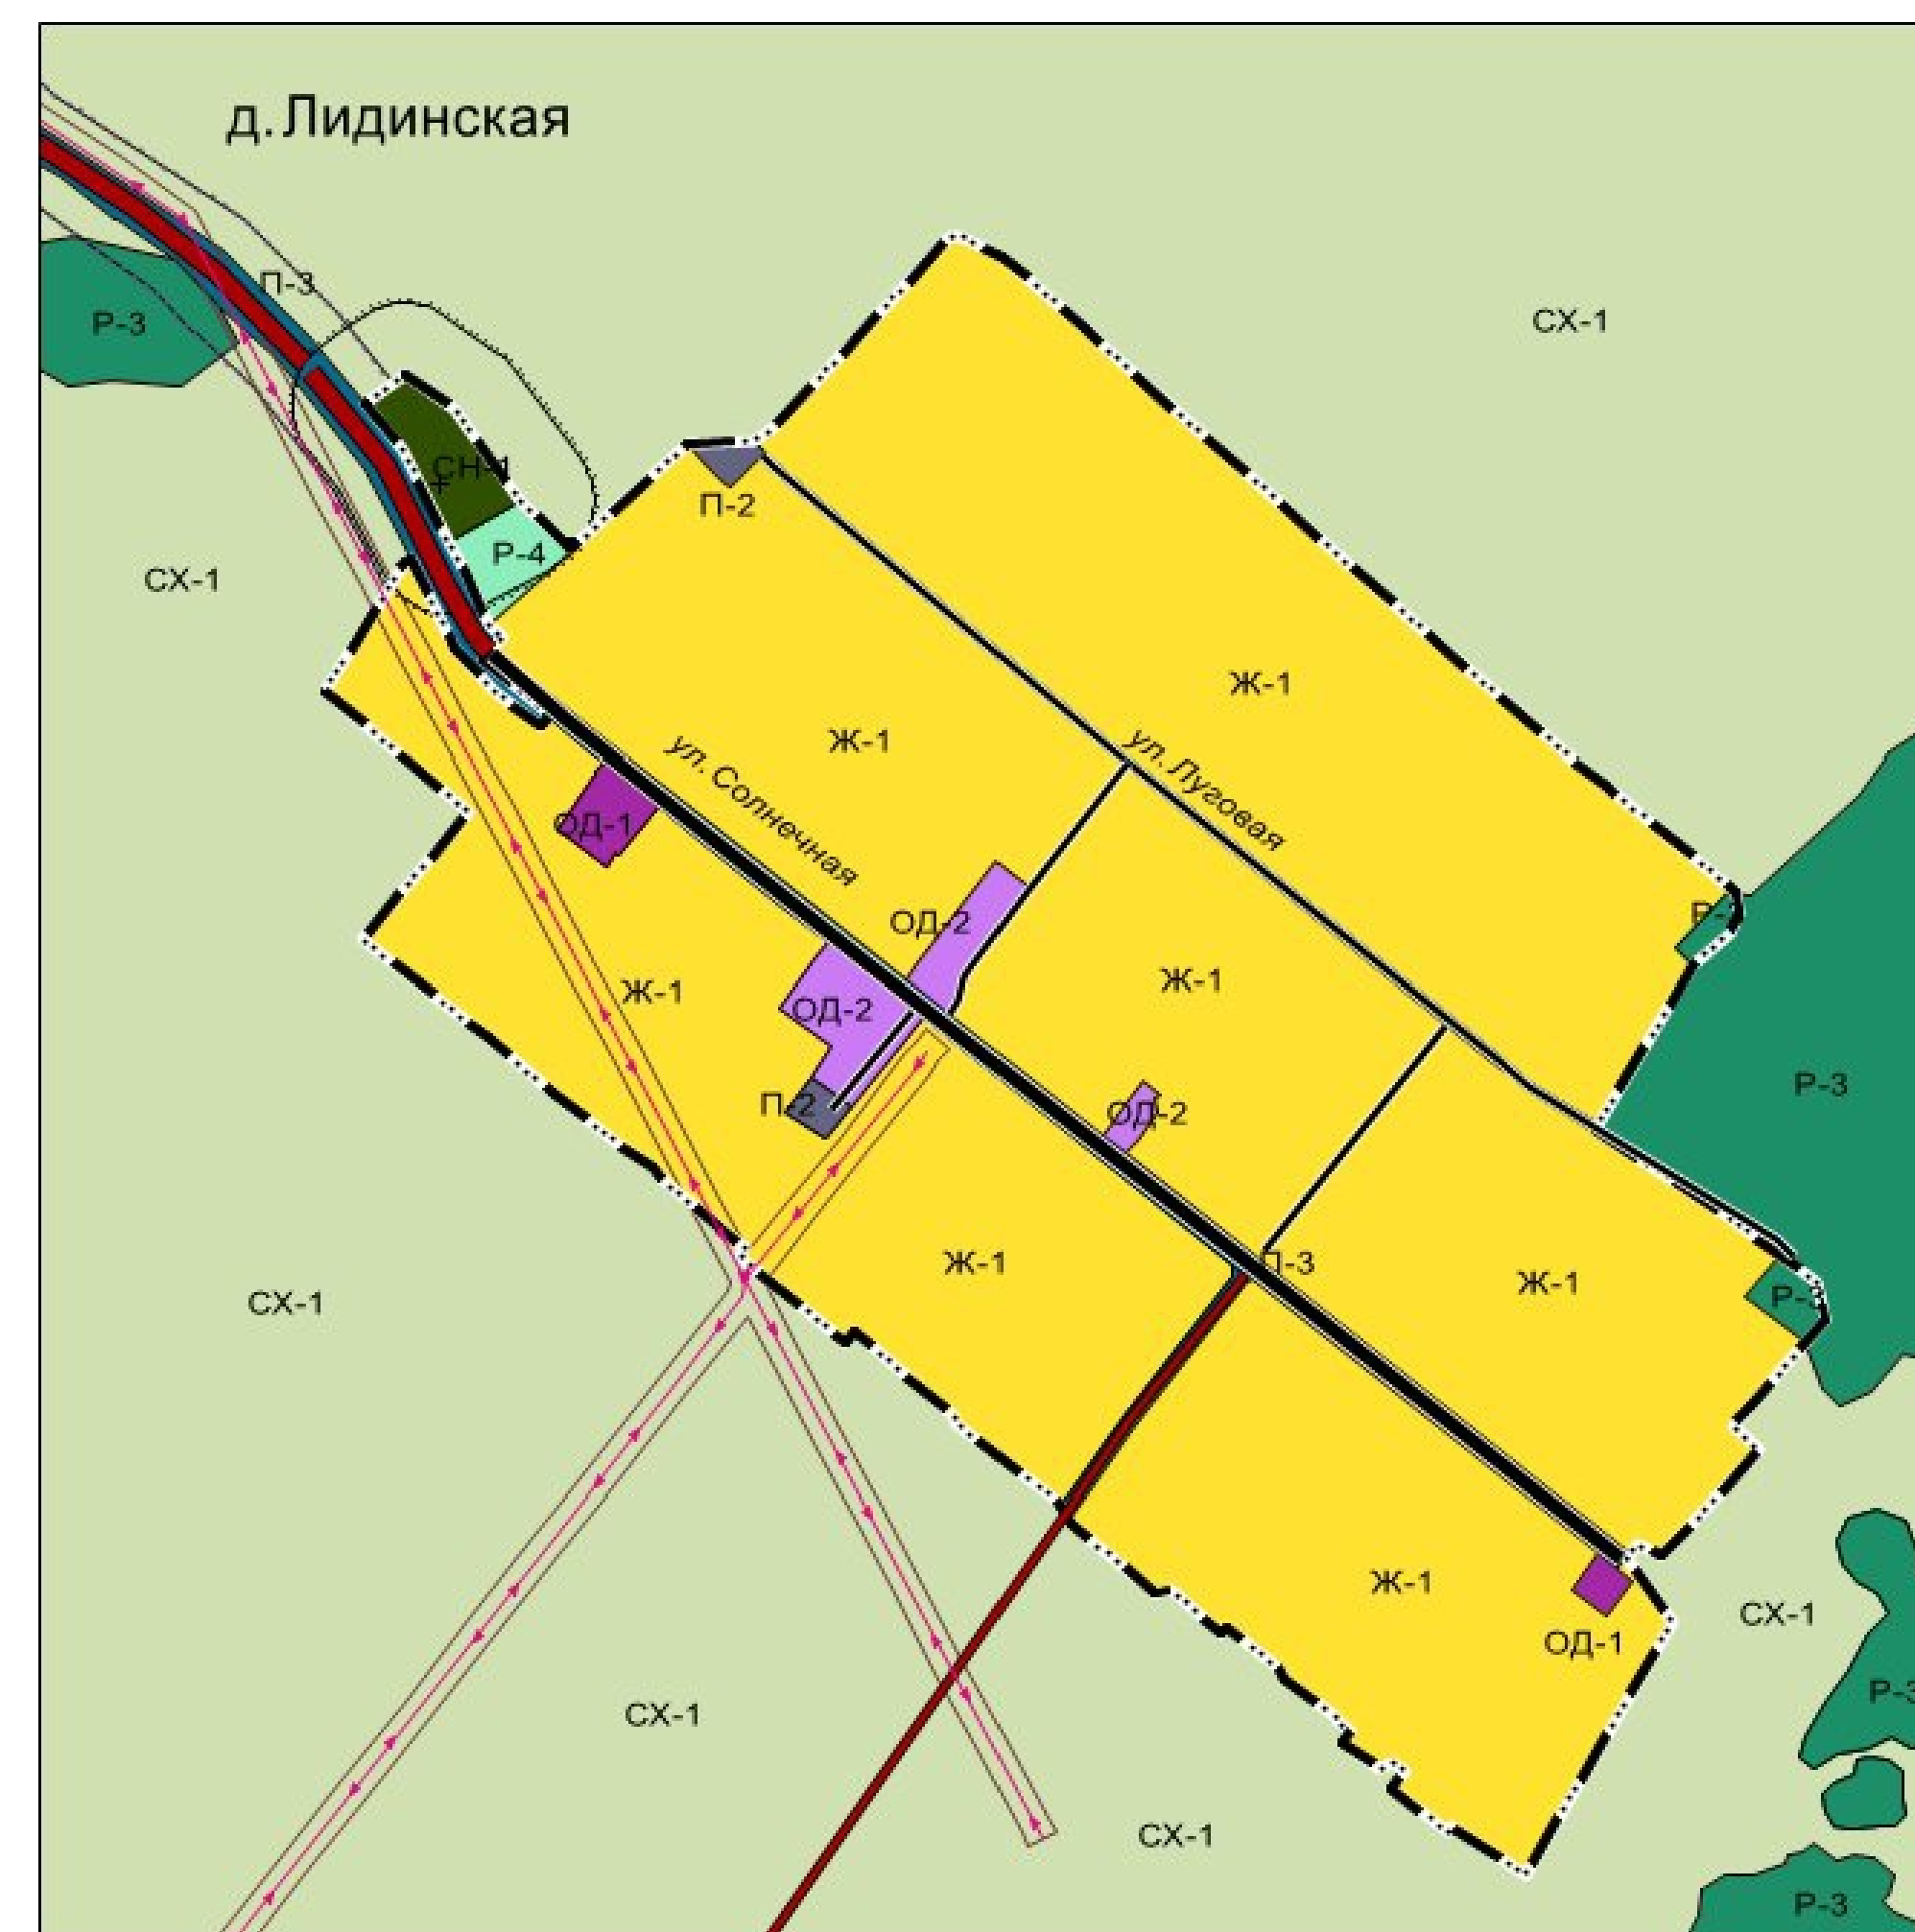 д. Лидинская
П-3
Р-3
СХ-1
СН-1
П-2
Р-4
СХ-1
Ж-1
Ж-1
ул. Солнечная
ул. Луговая
ОД-1
ОД-2
Р-
Ж-1
Ж-1
ОД-2
Р-3
П-2
ОД-2
Ж-1
П-3
Ж-1
Р-3
СХ-1
Ж-1
СХ-1
ОД-1
Р-3
СХ-1
СХ-1
Р-3